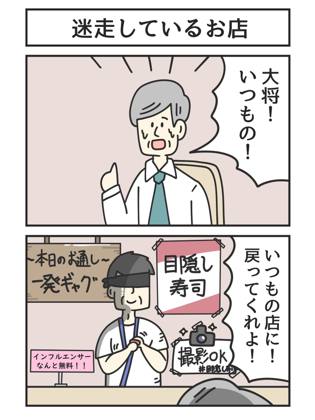 迷走しているお店
大将！
いつもの！
いつもの店に！
戻ってくれよ！
～本日のお通し～
一発ギャグ
目隠し
寿司
インフルエンサー
なんと無料！！
撮影OK